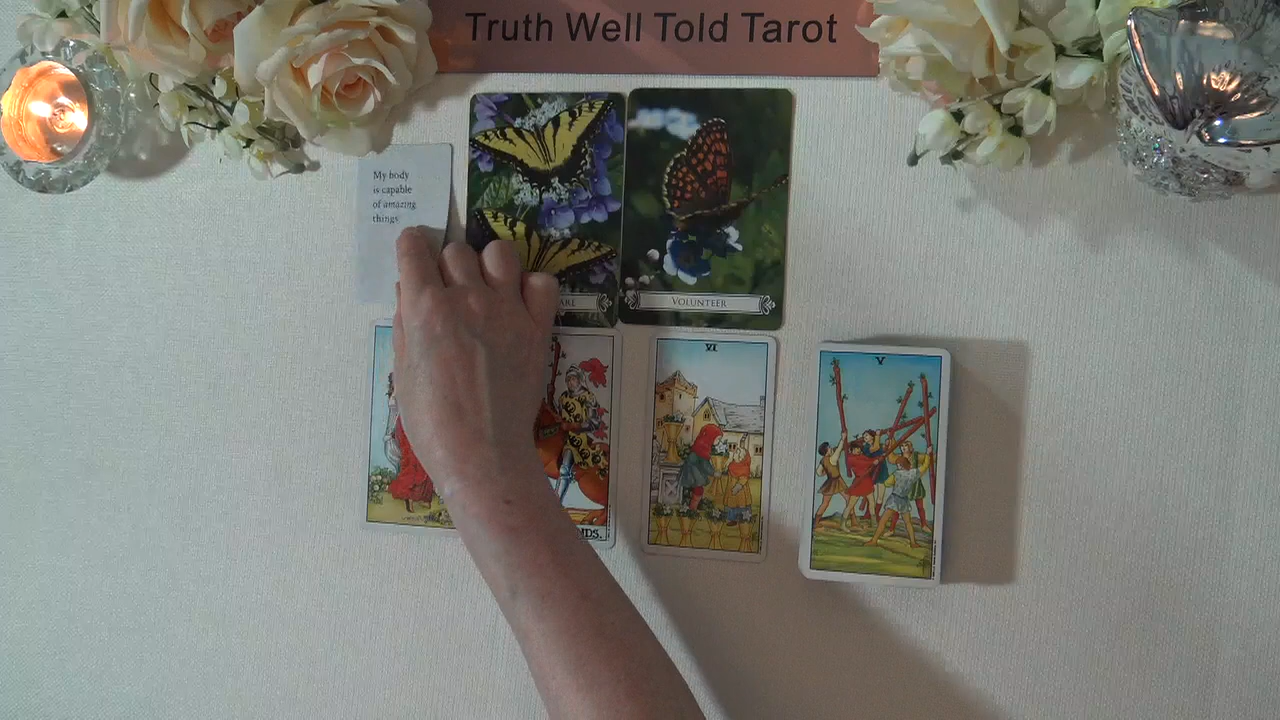 Truth Well Told Tarot
My body
is capable
of amazing
things
VOLUNTEER
VI
V